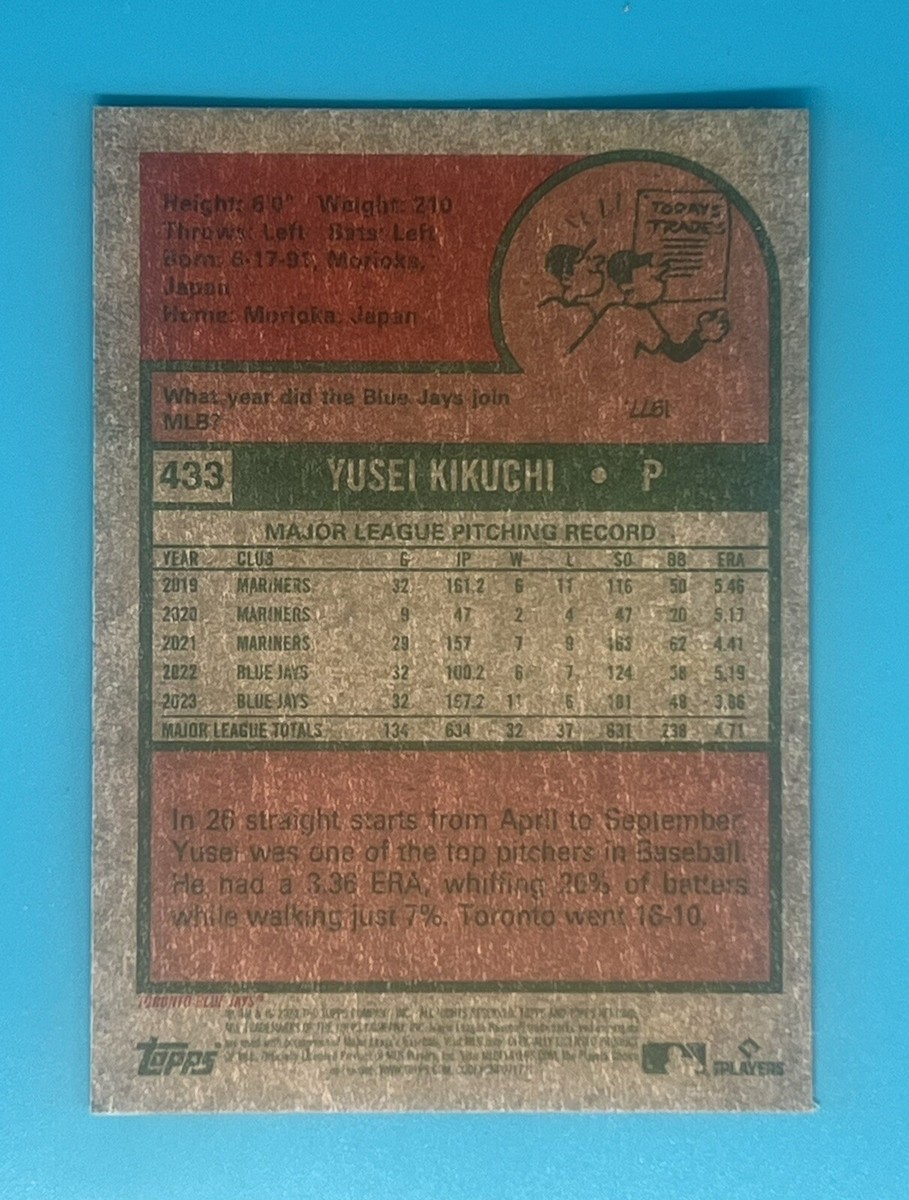 Height: 6'0" Weight: 210
Throws: Left Bats: Left
Born: 6-17-91, Morioka,
Japan
Home: Morioka, Japan
TODAY'S
TRADES
What year did the Blue Jays join
MLB?
1977.
433 YUSEI KIKUCHI • P
MAJOR LEAGUE PITCHING RECORD
YEAR CLUB G IP W L SO BB ERA
2019 MARINERS 32 161.2 6 11 116 50 5.46
2020 MARINERS 9 47 2 4 47 20 5.17
2021 MARINERS 29 157 7 9 163 62 4.41
2022 BLUE JAYS 32 100.2 6 7 124 58 5.19
2023 BLUE JAYS 32 167.2 11 6 181 48 3.86
MAJOR LEAGUE TOTALS 134 634 32 37 631 238 4.71
In 26 straight starts from April to September,
Yusei was one of the top pitchers in Baseball.
He had a 3.36 ERA, whiffing 26% of batters
while walking just 7%. Toronto went 16-10.
TORONTO BLUE JAYS
topps
PLAYERS